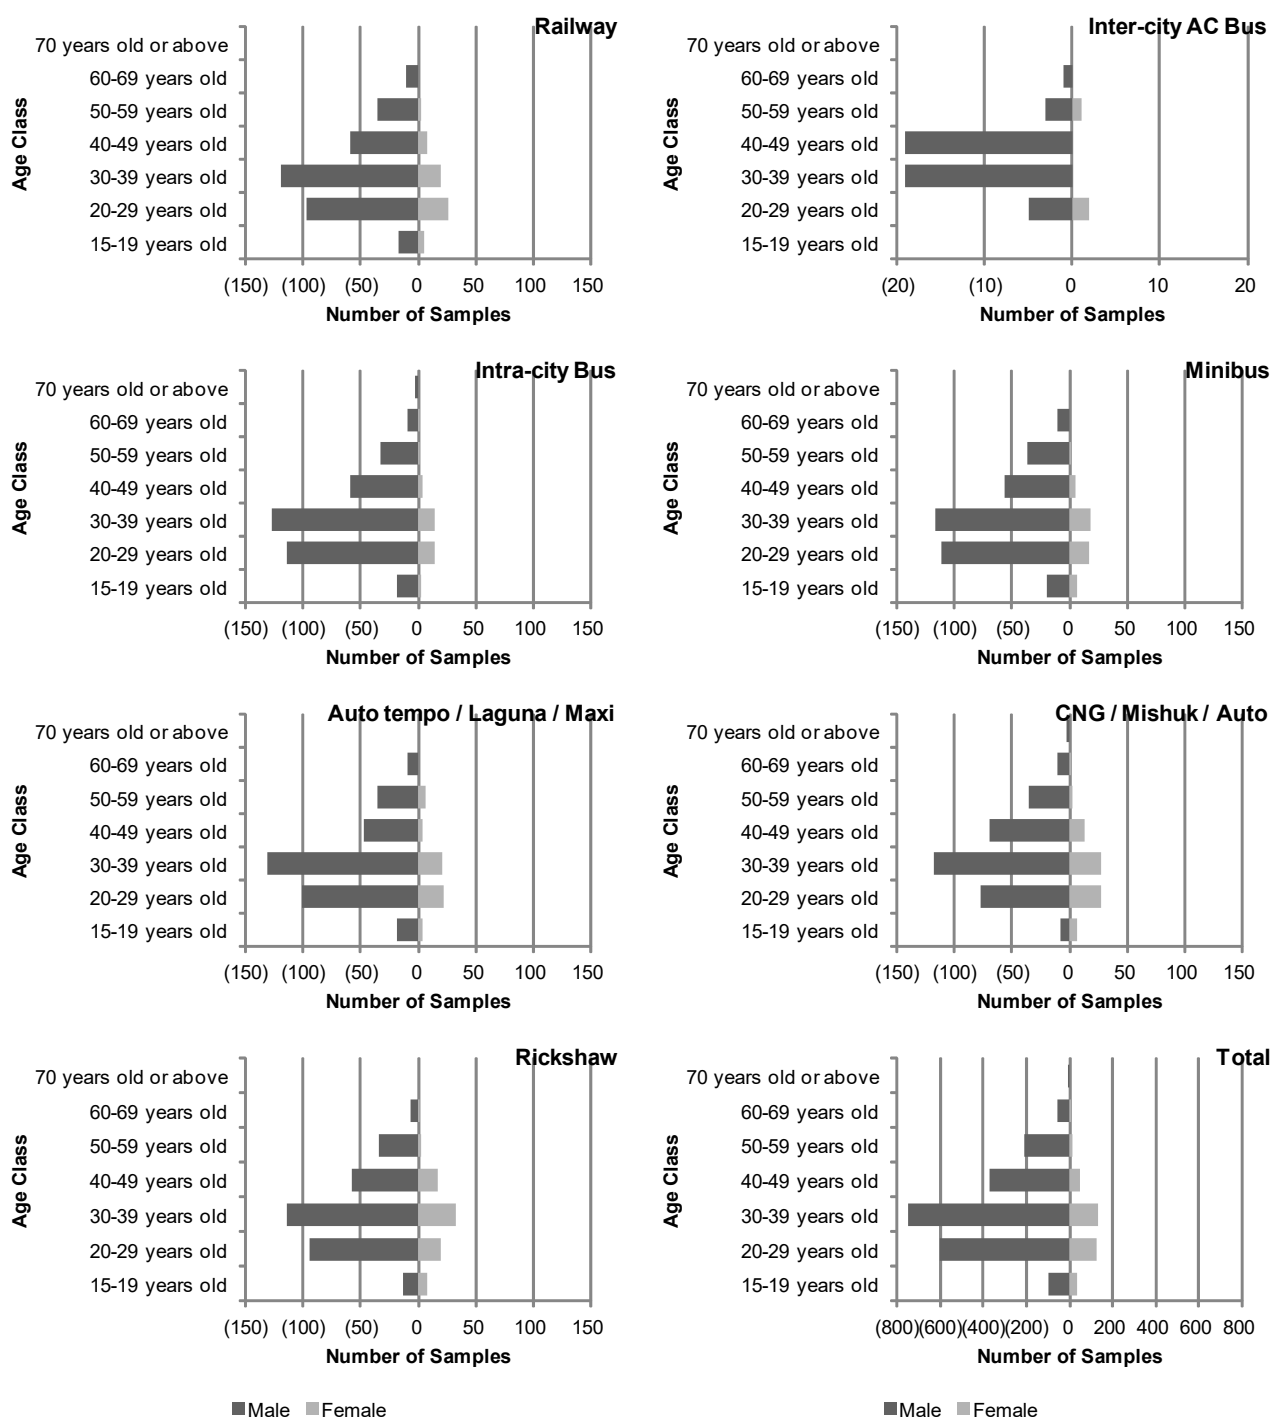 Railway
70 years old or above
60-69 years old
50-59 years old
40-49 years old
30-39 years old
20-29 years old
15-19 years old
Age Class
(150) (100) (50) 0 50 100 150
Number of Samples
Inter-city AC Bus
70 years old or above
60-69 years old
50-59 years old
40-49 years old
30-39 years old
20-29 years old
15-19 years old
Age Class
(20) (10) 0 10 20
Number of Samples
Intra-city Bus
70 years old or above
60-69 years old
50-59 years old
40-49 years old
30-39 years old
20-29 years old
15-19 years old
Age Class
(150) (100) (50) 0 50 100 150
Number of Samples
Minibus
70 years old or above
60-69 years old
50-59 years old
40-49 years old
30-39 years old
20-29 years old
15-19 years old
Age Class
(150) (100) (50) 0 50 100 150
Number of Samples
Auto tempo / Laguna / Maxi
70 years old or above
60-69 years old
50-59 years old
40-49 years old
30-39 years old
20-29 years old
15-19 years old
Age Class
(150) (100) (50) 0 50 100 150
Number of Samples
CNG / Mishuk / Auto
70 years old or above
60-69 years old
50-59 years old
40-49 years old
30-39 years old
20-29 years old
15-19 years old
Age Class
(150) (100) (50) 0 50 100 150
Number of Samples
Rickshaw
70 years old or above
60-69 years old
50-59 years old
40-49 years old
30-39 years old
20-29 years old
15-19 years old
Age Class
(150) (100) (50) 0 50 100 150
Number of Samples
Male Female
Total
70 years old or above
60-69 years old
50-59 years old
40-49 years old
30-39 years old
20-29 years old
15-19 years old
Age Class
(800)(600)(400)(200) 0 200 400 600 800
Number of Samples
Male Female